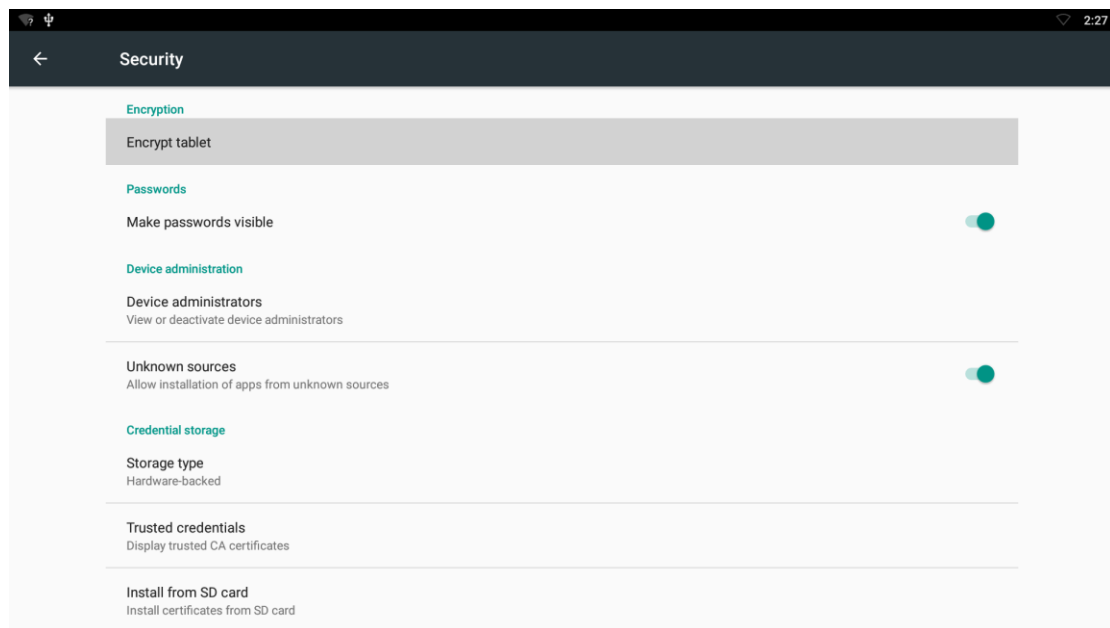 2:27
Security
Encryption
Encrypt tablet
Passwords
Make passwords visible
Device administration
Device administrators
View or deactivate device administrators
Unknown sources
Allow installation of apps from unknown sources
Credential storage
Storage type
Hardware-backed
Trusted credentials
Display trusted CA certificates
Install from SD card
Install certificates from SD card